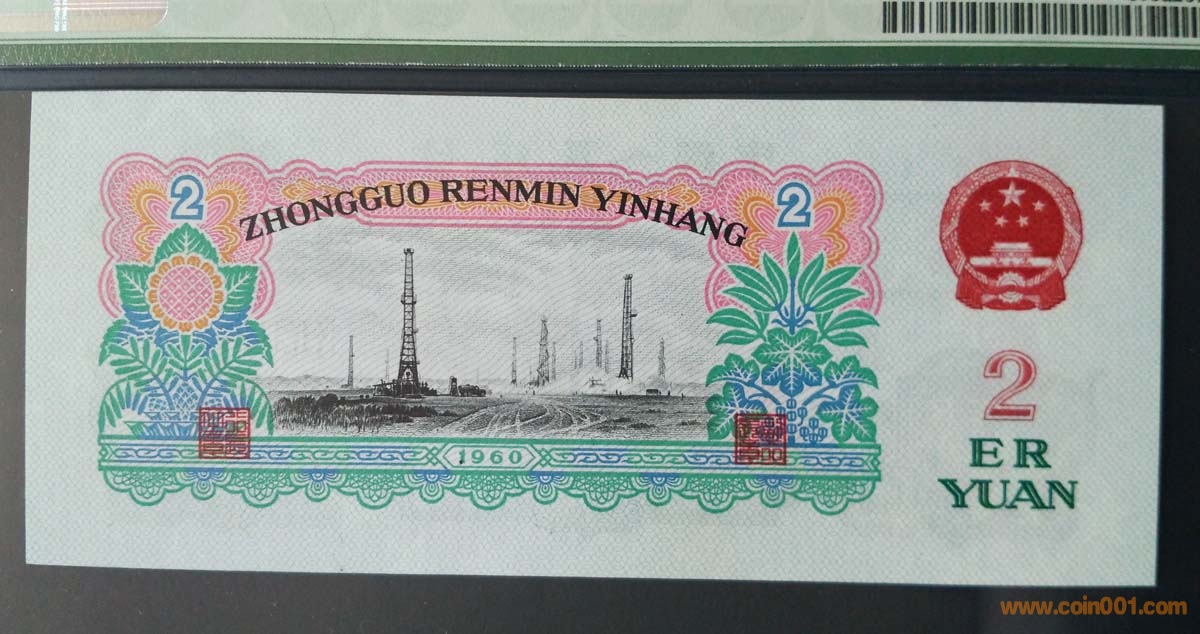 2
2
ZHONGGUO RENMIN YINHANG
1960
2
ER
YUAN
www.coin001.com